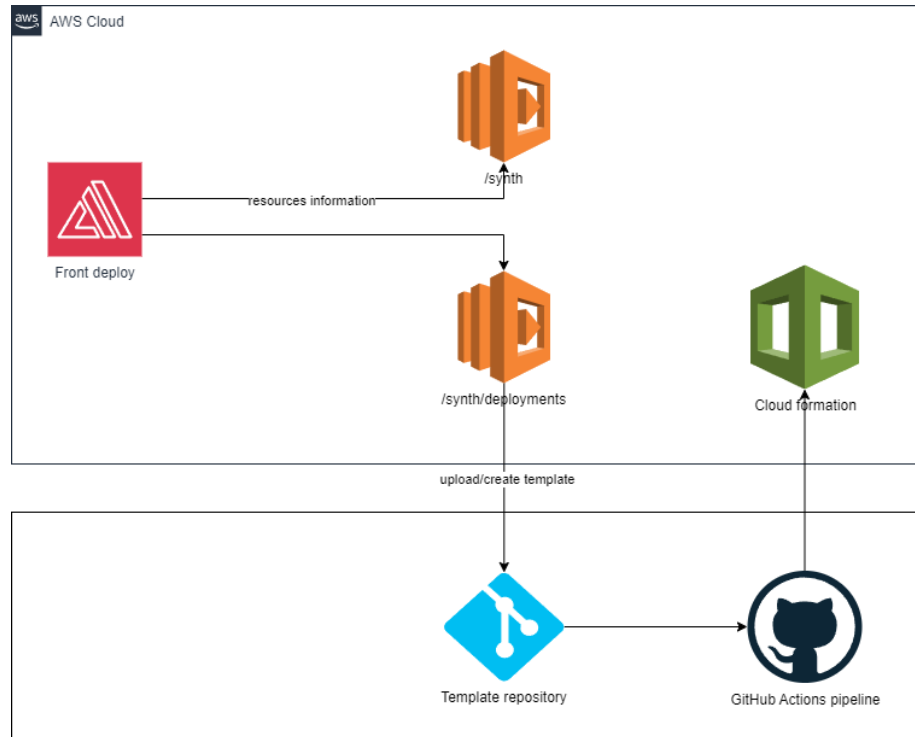 aws
AWS Cloud
/synth
resources information
Front deploy
/synth/deployments
Cloud formation
upload/create template
Template repository
GitHub Actions pipeline